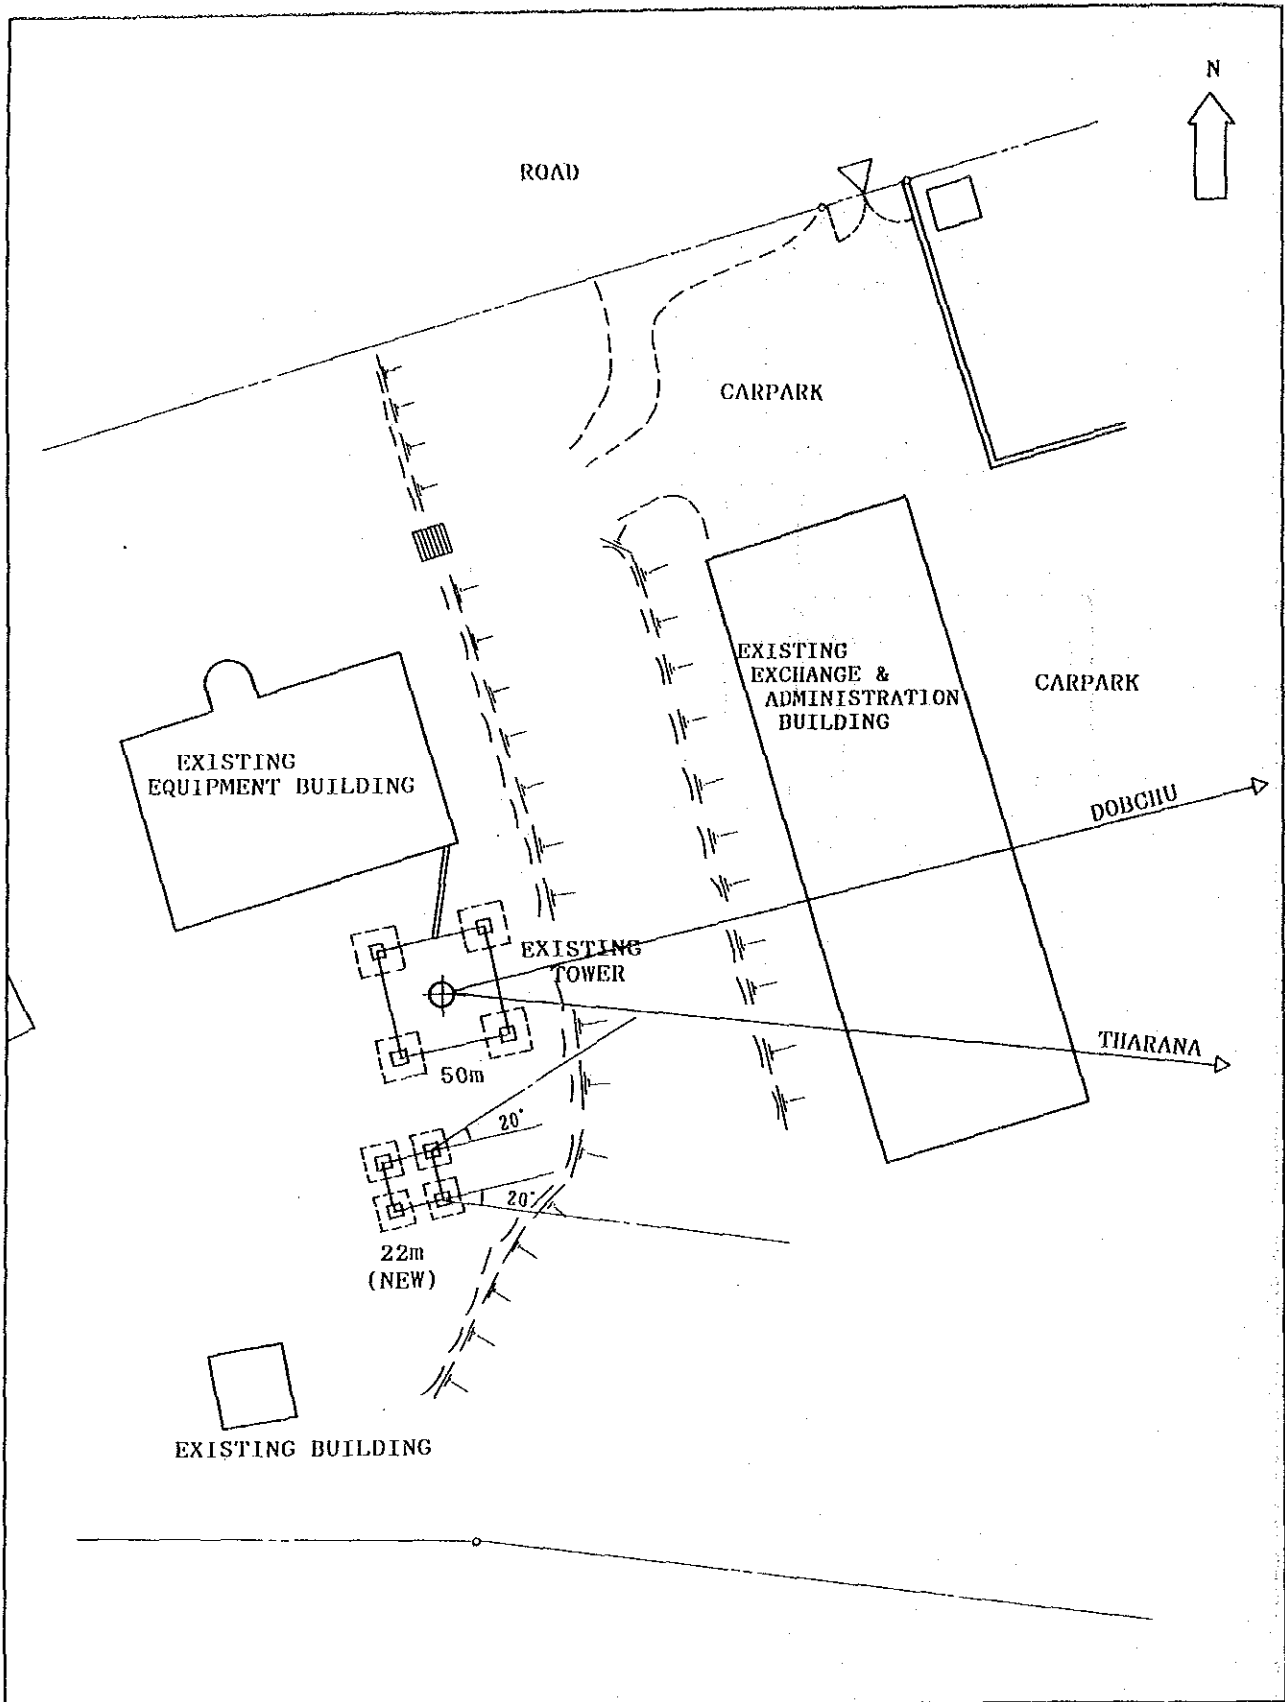 N
ROAD
CARPARK
EXISTING
EXCHANGE &
ADMINISTRATION
BUILDING
CARPARK
EXISTING
EQUIPMENT BUILDING
DOBCHU
EXISTING
TOWER
THARANA
50m
20°
20°
22m
(NEW)
EXISTING BUILDING